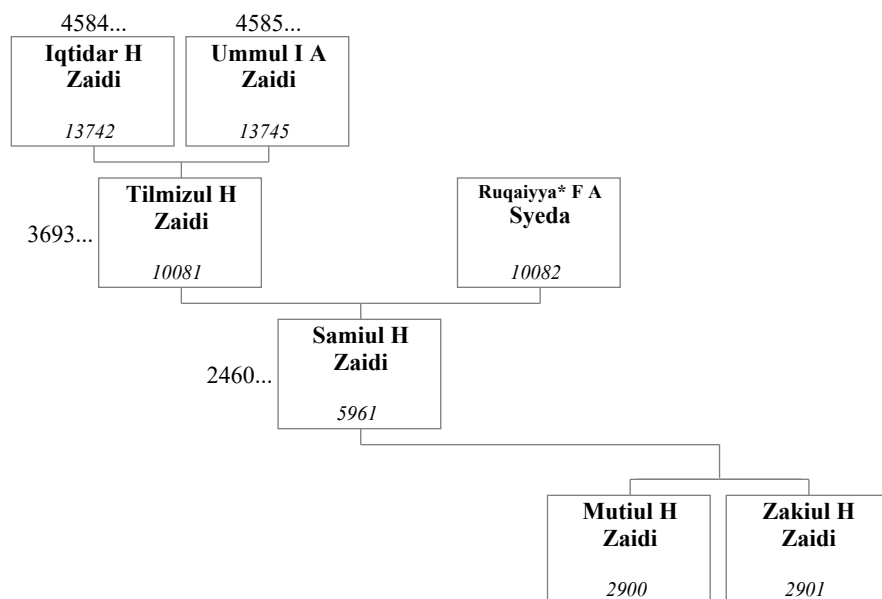 4584...
4585...
Iqtidar H
Zaidi
13742
Ummul I A
Zaidi
13745
3693...
Tilmizul H
Zaidi
10081
Ruqaiyya* F A
Syeda
10082
2460...
Samiul H
Zaidi
5961
Mutiul H
Zaidi
2900
Zakiul H
Zaidi
2901